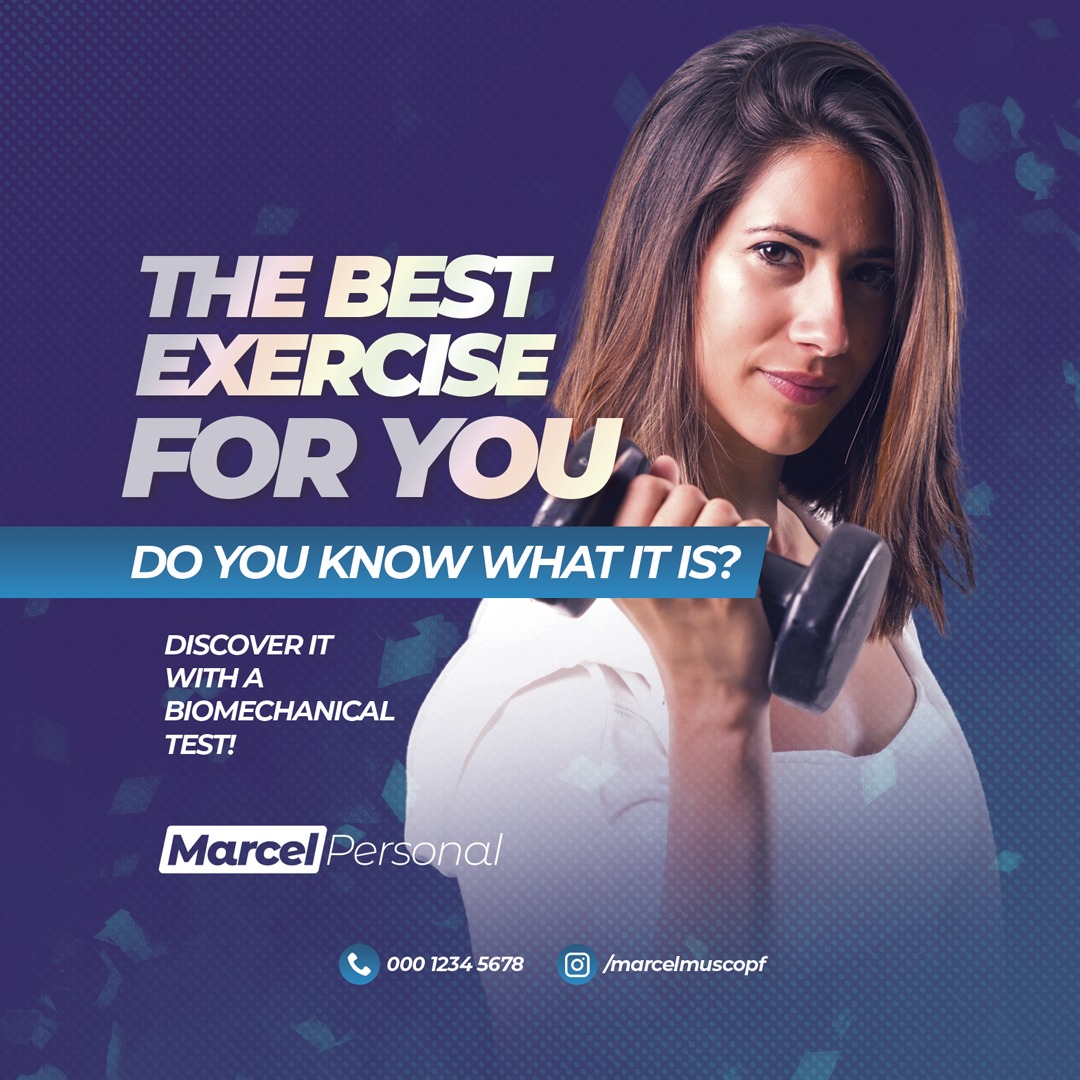 THE BEST
EXERCISE
FOR YOU
DO YOU KNOW WHAT IT IS?
DISCOVER IT
WITH A
BIOMECHANICAL
TEST!
Marcel Personal
000 1234 5678 /marcelmuscopf